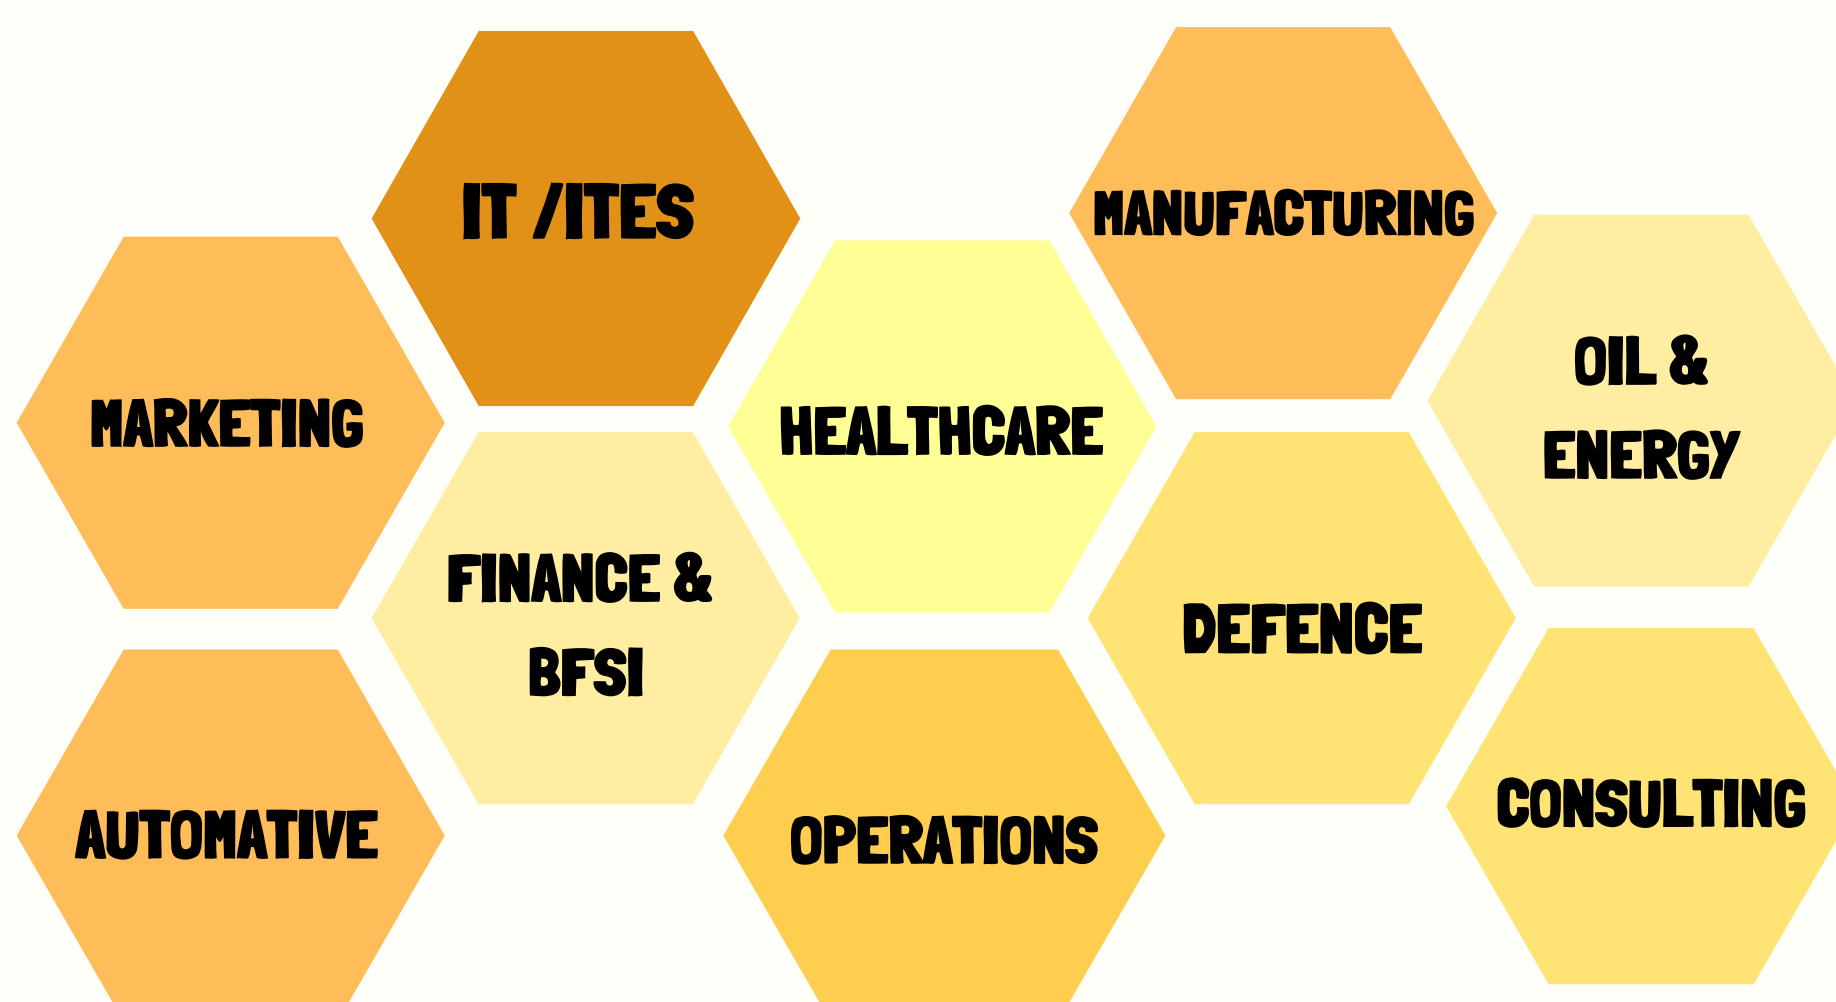 IT /ITES
MANUFACTURING
MARKETING
HEALTHCARE
OIL &
ENERGY
FINANCE &
BFSI
DEFENCE
AUTOMATIVE
OPERATIONS
CONSULTING